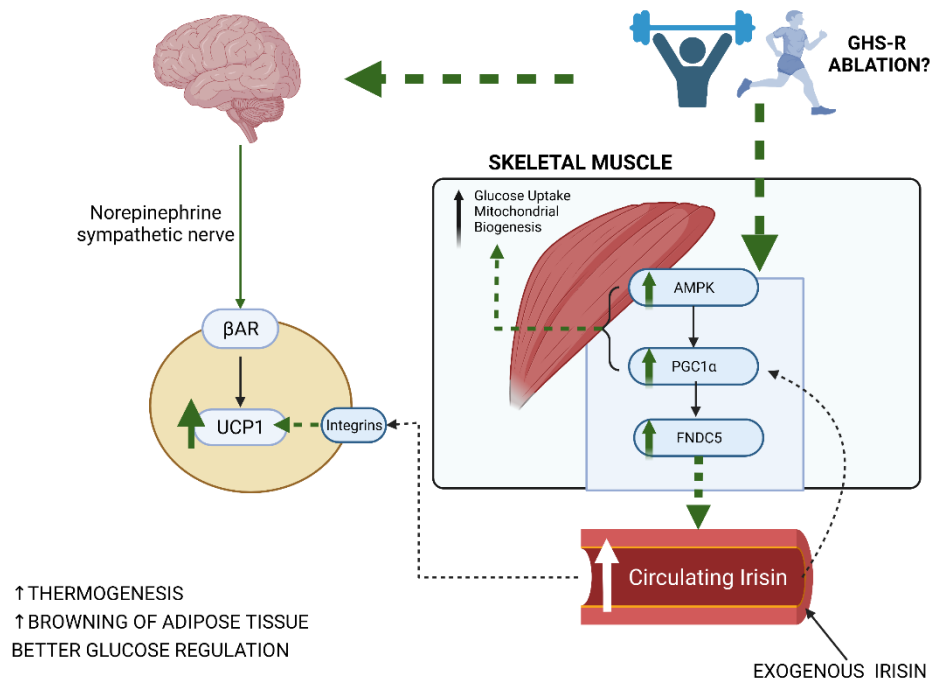 GHS-R
ABLATION?
SKELETAL MUSCLE
Glucose Uptake
Mitochondrial
Biogenesis
Norepinephrine
sympathetic nerve
AMPK
βAR
PGC1α
UCP1
Integrins
FNDC5
Circulating Irisin
↑THERMOGENESIS
↑BROWNING OF ADIPOSE TISSUE
BETTER GLUCOSE REGULATION
EXOGENOUS IRISIN